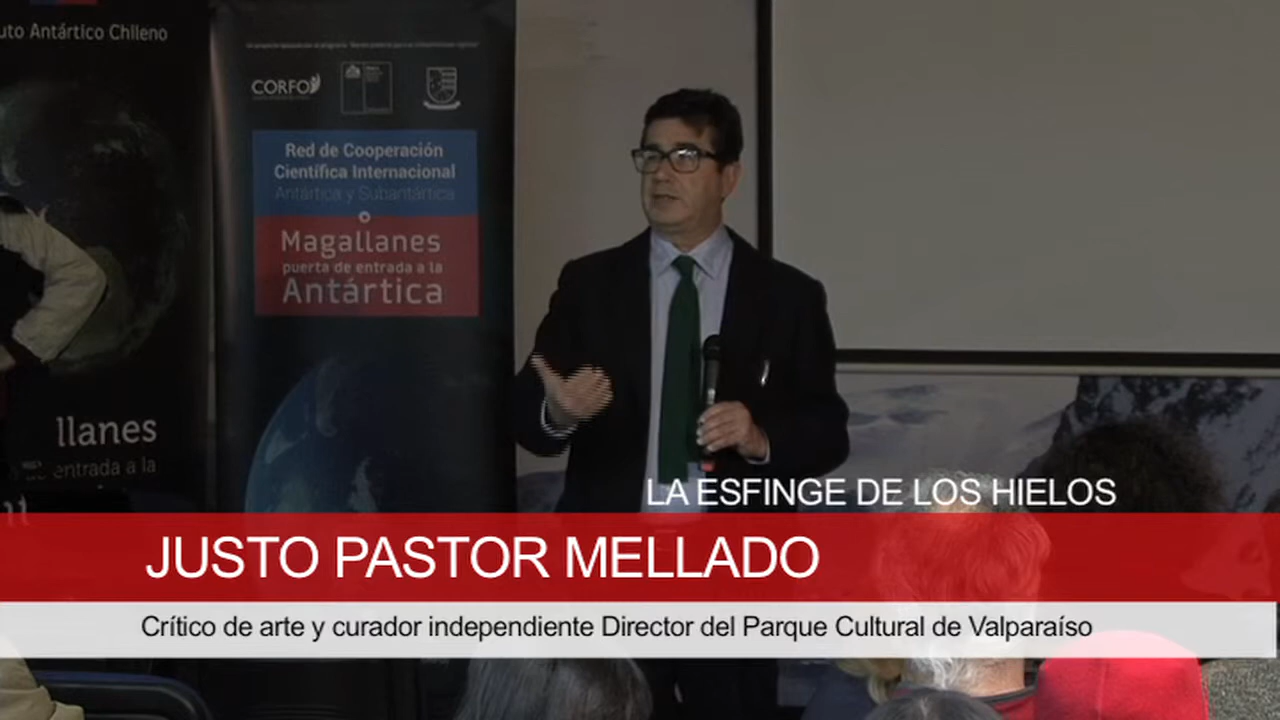 uto Antártico Chileno
CORFO
Red de Cooperación
Científica Internacional
Antártica y Subantártica
Magallanes
puerta de entrada a la
Antártica
llanes
de entrada a la
LA ESFINGE DE LOS HIELOS
JUSTO PASTOR MELLADO
Crítico de arte y curador independiente Director del Parque Cultural de Valparaíso